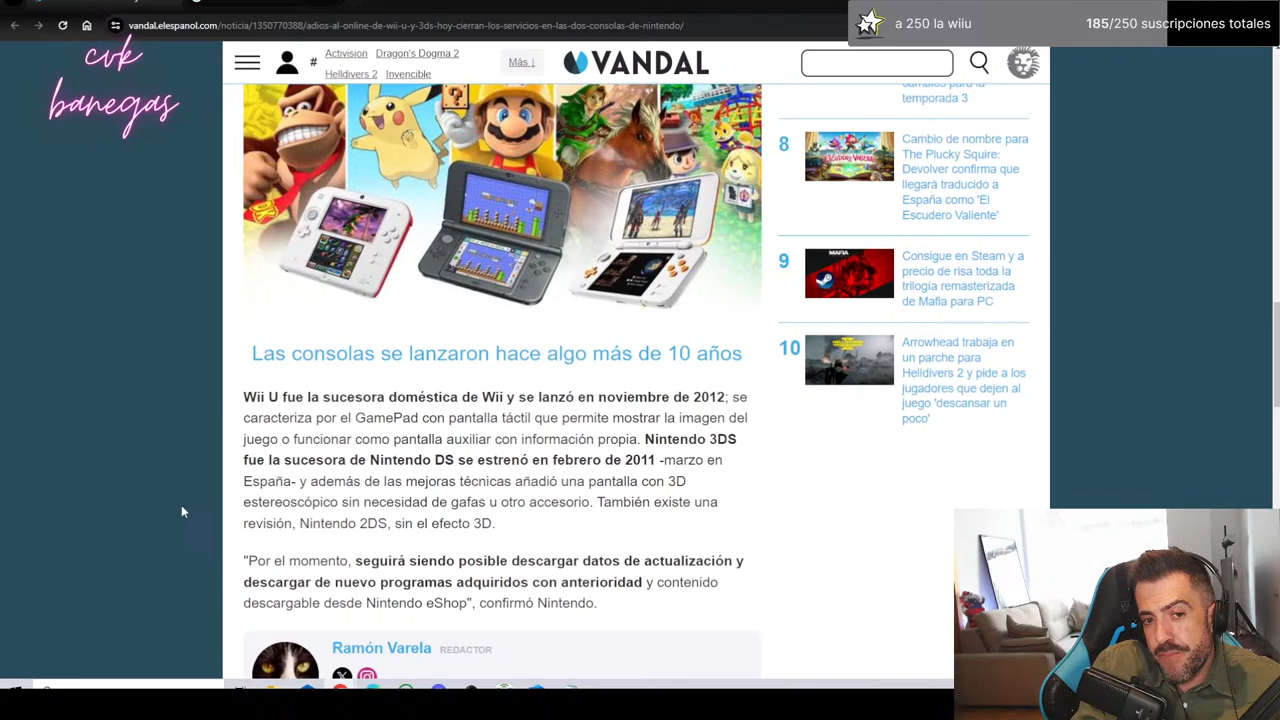 vandal.elespanol.com/noticia/1350770388/adios-al-online-de-wii-u-y-3ds-hoy-cierran-los-servicios-en-las-dos-consolas-de-nintendo/
a 250 la wiiu
185/250 suscripciones totales
cvk
banegas
# Activision Dragon's Dogma 2
Helldivers 2 Invencible
Más ↓
VANDAL
cambios para la
temporada 3
8
Cambio de nombre para
The Plucky Squire:
Devolver confirma que
llegará traducido a
España como 'El
Escudero Valiente'
9
MAFIA
Consigue en Steam y a
precio de risa toda la
trilogía remasterizada
de Mafia para PC
10
Arrowhead trabaja en
un parche para
Helldivers 2 y pide a los
jugadores que dejen al
juego 'descansar un
poco'
Las consolas se lanzaron hace algo más de 10 años
Wii U fue la sucesora doméstica de Wii y se lanzó en noviembre de 2012; se
caracteriza por el GamePad con pantalla táctil que permite mostrar la imagen del
juego o funcionar como pantalla auxiliar con información propia. Nintendo 3DS
fue la sucesora de Nintendo DS se estrenó en febrero de 2011 -marzo en
España- y además de las mejoras técnicas añadió una pantalla con 3D
estereoscópico sin necesidad de gafas u otro accesorio. También existe una
revisión, Nintendo 2DS, sin el efecto 3D.
"Por el momento, seguirá siendo posible descargar datos de actualización y
descargar de nuevo programas adquiridos con anterioridad y contenido
descargable desde Nintendo eShop", confirmó Nintendo.
Ramón Varela REDACTOR